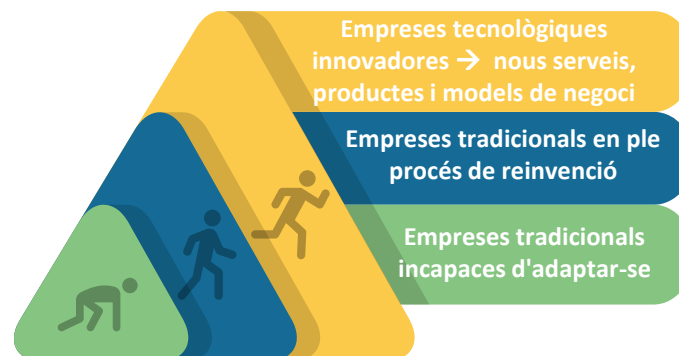 Empreses tecnològiques
innovadores → nous serveis,
productes i models de negoci
Empreses tradicionals en ple
procés de reinvenció
Empreses tradicionals
incapaces d'adaptar-se